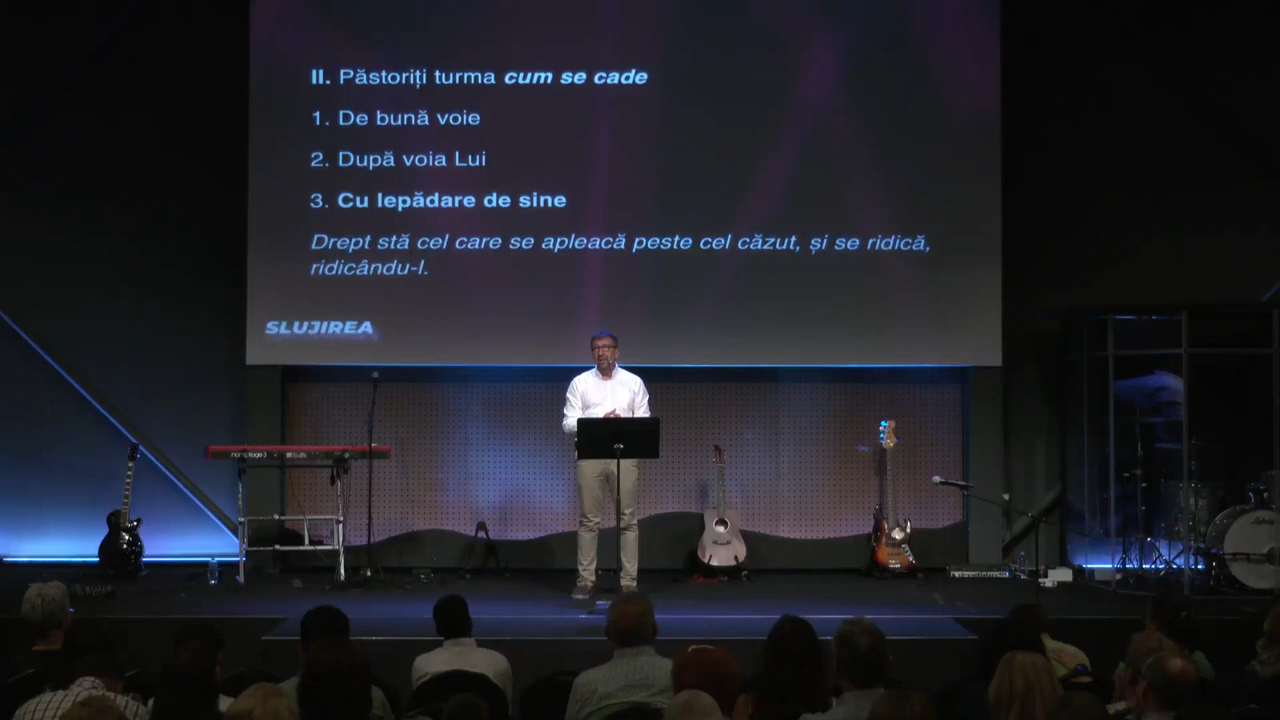 II. Păstoriți turma cum se cade
1. De bună voie
2. După voia Lui
3. Cu lepădare de sine
Drept stă cel care se apleacă peste cel căzut, și se ridică,
ridicându-l.
SLUJIREA